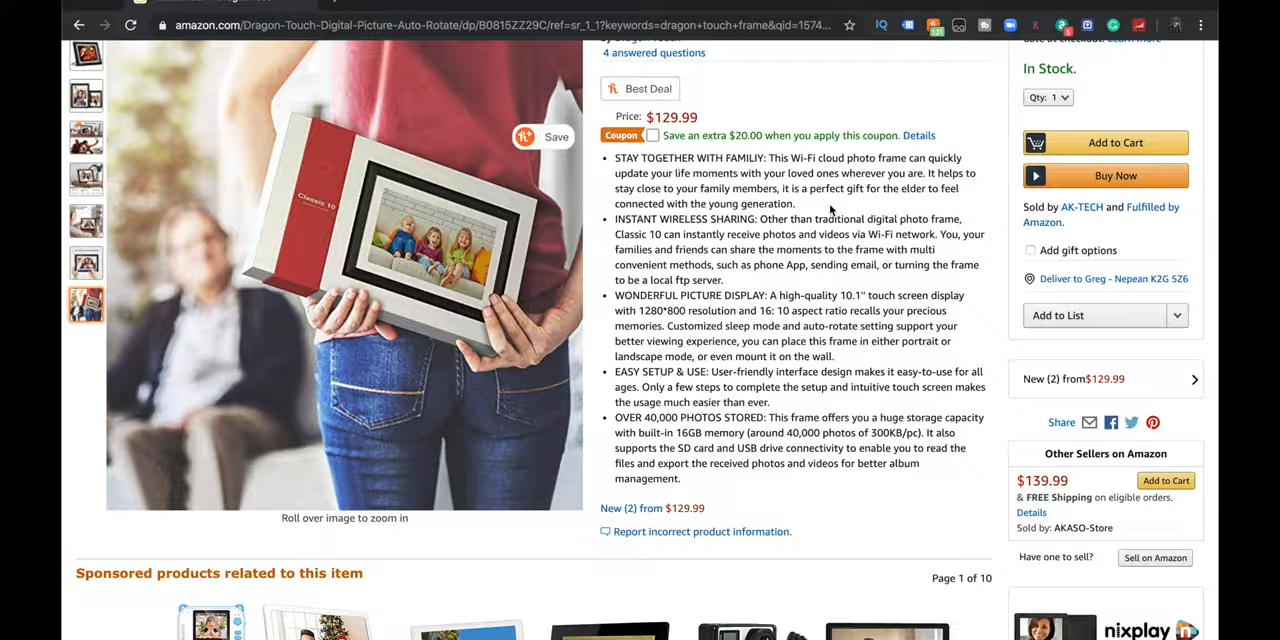 amazon.com/Dragon-Touch-Digital-Picture-Auto-Rotate/dp/B0815ZZ29C/ref=sr_1_1?keywords=dragon+touch+frame&qid=1574...
4 answered questions
Best Deal
Price: $129.99
Coupon Save an extra $20.00 when you apply this coupon. Details
• STAY TOGETHER WITH FAMILIY: This Wi-Fi cloud photo frame can quickly
update your life moments with your loved ones wherever you are. It helps to
stay close to your family members, it is a perfect gift for the elder to feel
connected with the young generation.
• INSTANT WIRELESS SHARING: Other than traditional digital photo frame,
Classic 10 can instantly receive photos and videos via Wi-Fi network. You, your
families and friends can share the moments to the frame with multi
convenient methods, such as phone App, sending email, or turning the frame
to be a local ftp server.
• WONDERFUL PICTURE DISPLAY: A high-quality 10.1'' touch screen display
with 1280*800 resolution and 16: 10 aspect ratio recalls your precious
memories. Customized sleep mode and auto-rotate setting support your
better viewing experience, you can place this frame in either portrait or
landscape mode, or even mount it on the wall.
• EASY SETUP & USE: User-friendly interface design makes it easy-to-use for all
ages. Only a few steps to complete the setup and intuitive touch screen makes
the usage much easier than ever.
• OVER 40,000 PHOTOS STORED: This frame offers you a huge storage capacity
with built-in 16GB memory (around 40,000 photos of 300KB/pc). It also
supports the SD card and USB drive connectivity to enable you to read the
files and export the received photos and videos for better album
management.
New (2) from $129.99
Report incorrect product information.
Save
Classic 10
Roll over image to zoom in
In Stock.
Qty: 1
Add to Cart
Buy Now
Sold by AK-TECH and Fulfilled by
Amazon.
Add gift options
Deliver to Greg - Nepean K2G 5Z6
Add to List
New (2) from $129.99
Share
Other Sellers on Amazon
$139.99
Add to Cart
& FREE Shipping on eligible orders.
Details
Sold by: AKASO-Store
Have one to sell?
Sell on Amazon
Sponsored products related to this item
Page 1 of 10
nixplay